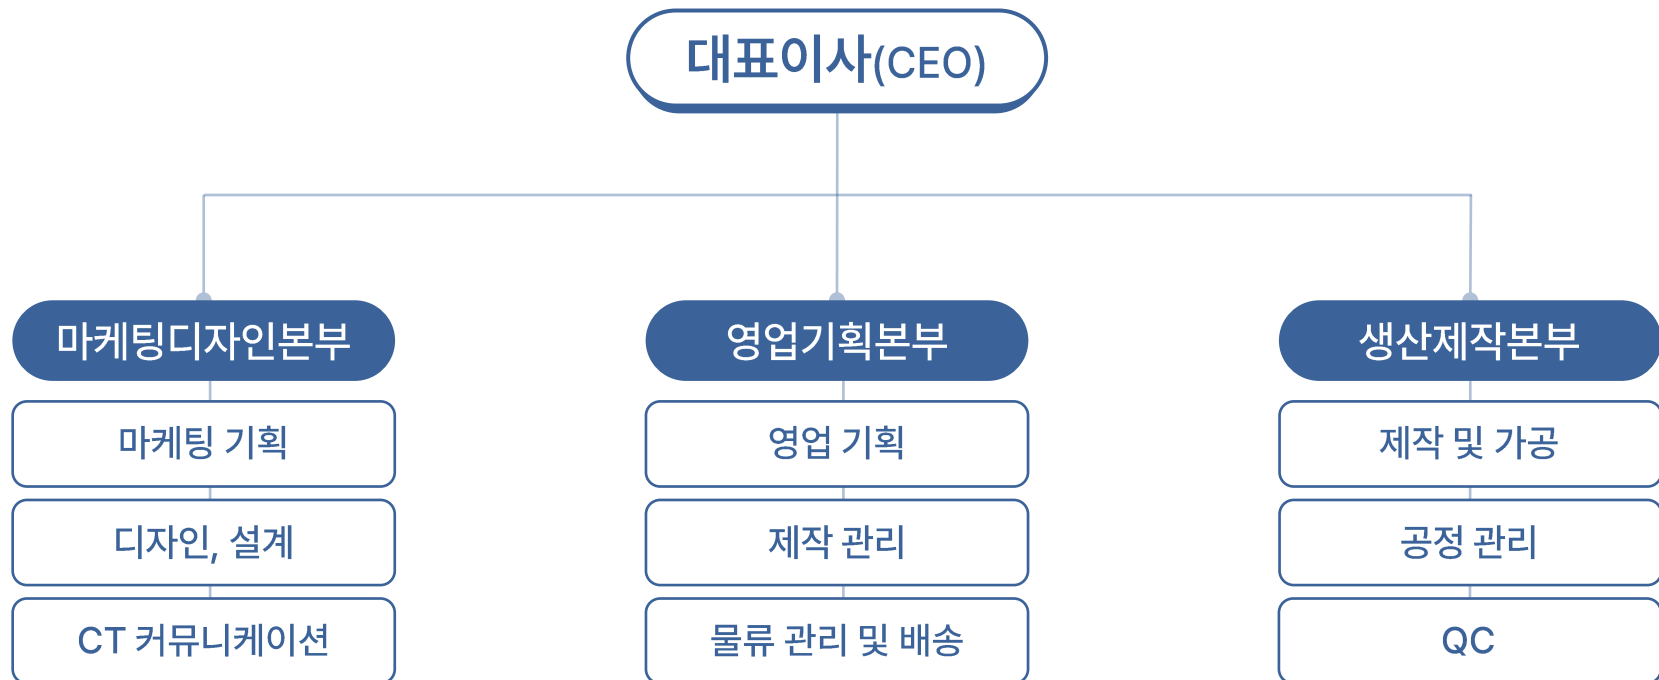 대표이사(CEO)
마케팅디자인본부
마케팅 기획
디자인, 설계
CT 커뮤니케이션
영업기획본부
영업 기획
제작 관리
물류 관리 및 배송
생산제작본부
제작 및 가공
공정 관리
QC